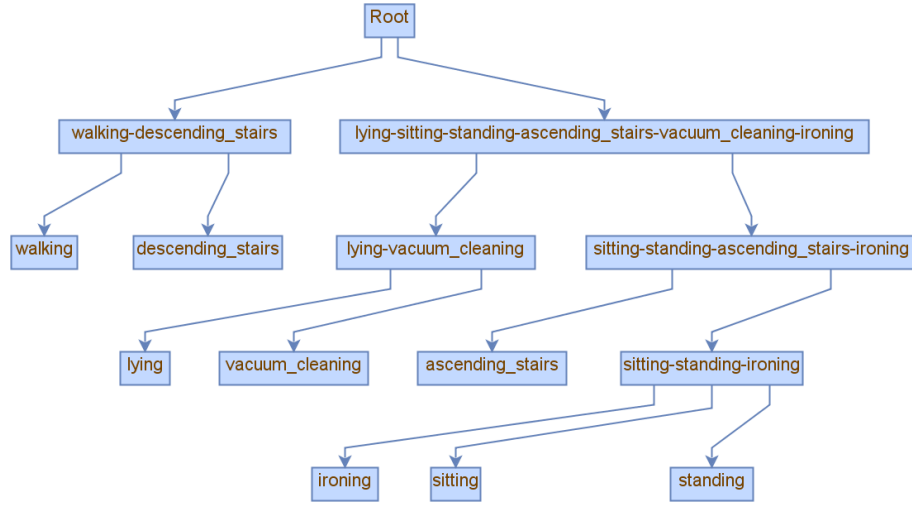 Root
walking-descending_stairs
lying-sitting-standing-ascending_stairs-vacuum_cleaning-ironing
walking
descending_stairs
lying-vacuum_cleaning
sitting-standing-ascending_stairs-ironing
lying
vacuum_cleaning
ascending_stairs
sitting-standing-ironing
ironing
sitting
standing